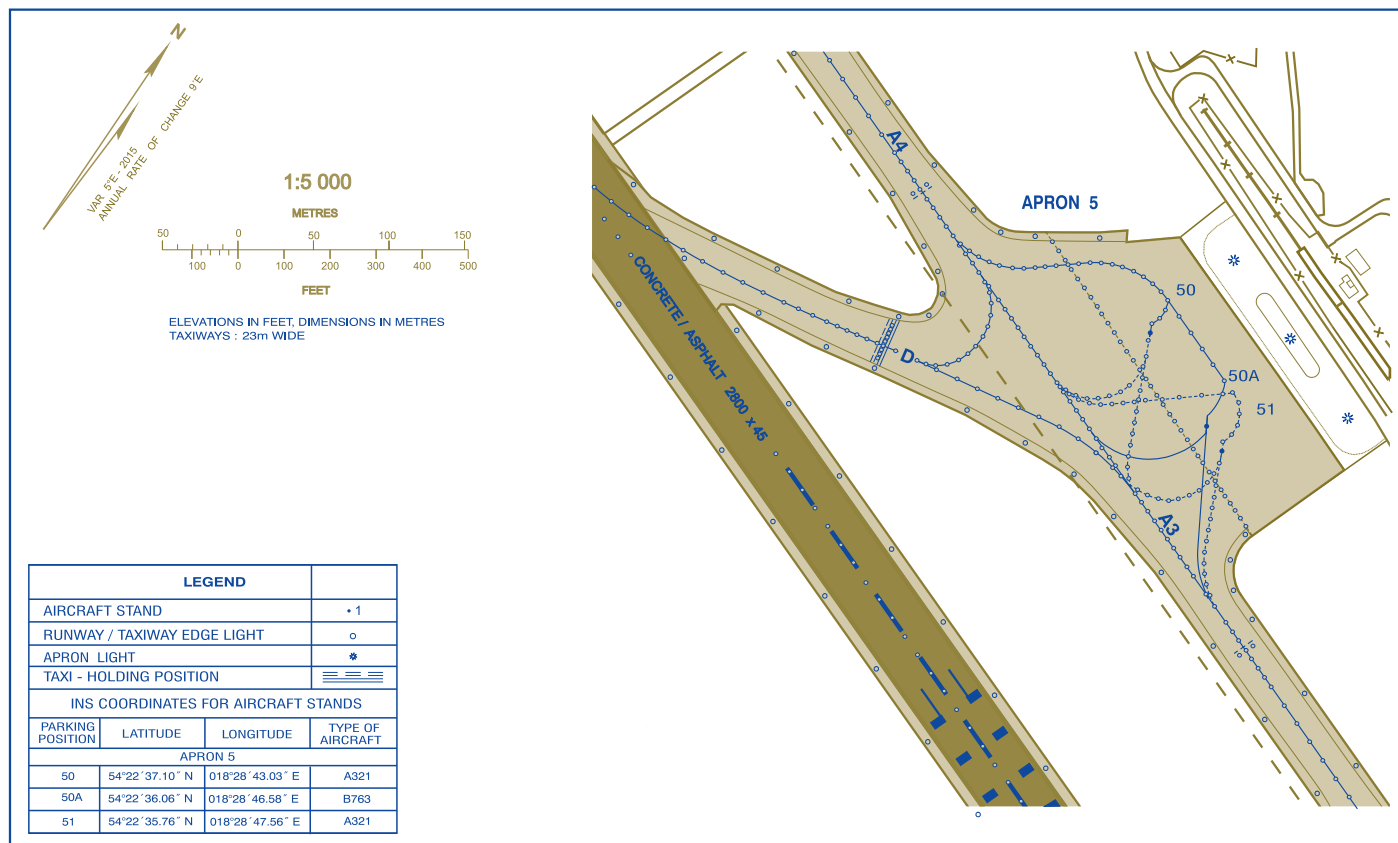 N
VAR 5°E - 2015
ANNUAL RATE OF CHANGE 9'E
1:5 000
METRES
50 0 50 100 150
100 0 100 200 300 400 500
FEET
ELEVATIONS IN FEET, DIMENSIONS IN METRES
TAXIWAYS : 23m WIDE
A4
APRON 5
CONCRETE / ASPHALT 2800 x 45
50
D
50A
51
A3
LEGEND
AIRCRAFT STAND • 1
RUNWAY / TAXIWAY EDGE LIGHT
APRON LIGHT
TAXI - HOLDING POSITION
INS COORDINATES FOR AIRCRAFT STANDS
PARKING POSITION LATITUDE LONGITUDE TYPE OF AIRCRAFT
APRON 5
50 54°22´37.10˝ N 018°28´43.03˝ E A321
50A 54°22´36.06˝ N 018°28´46.58˝ E B763
51 54°22´35.76˝ N 018°28´47.56˝ E A321